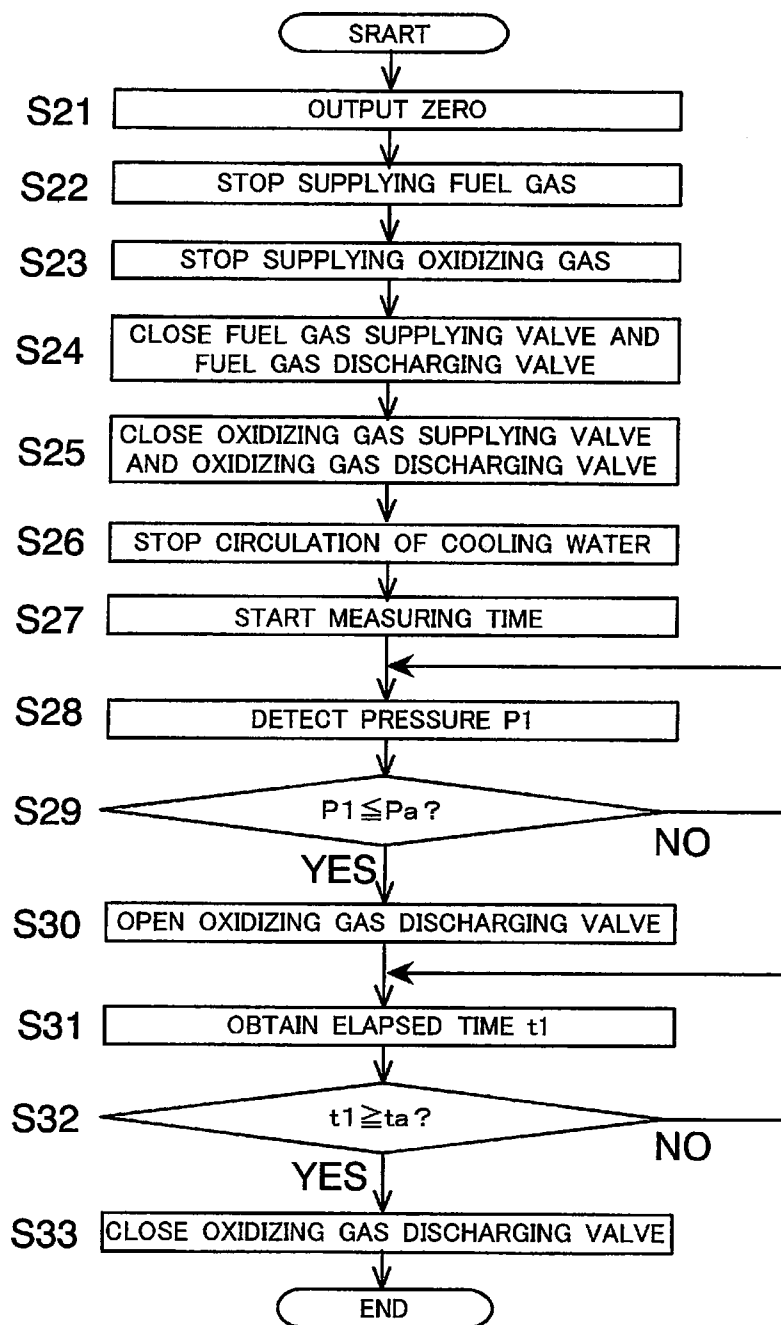 SRART
S21 OUTPUT ZERO
S22 STOP SUPPLYING FUEL GAS
S23 STOP SUPPLYING OXIDIZING GAS
S24 CLOSE FUEL GAS SUPPLYING VALVE AND
FUEL GAS DISCHARGING VALVE
S25 CLOSE OXIDIZING GAS SUPPLYING VALVE
AND OXIDIZING GAS DISCHARGING VALVE
S26 STOP CIRCULATION OF COOLING WATER
S27 START MEASURING TIME
S28 DETECT PRESSURE P1
S29 P1≦Pa?
NO
YES
S30 OPEN OXIDIZING GAS DISCHARGING VALVE
S31 OBTAIN ELAPSED TIME t1
S32 t1≧ta?
NO
YES
S33 CLOSE OXIDIZING GAS DISCHARGING VALVE
END